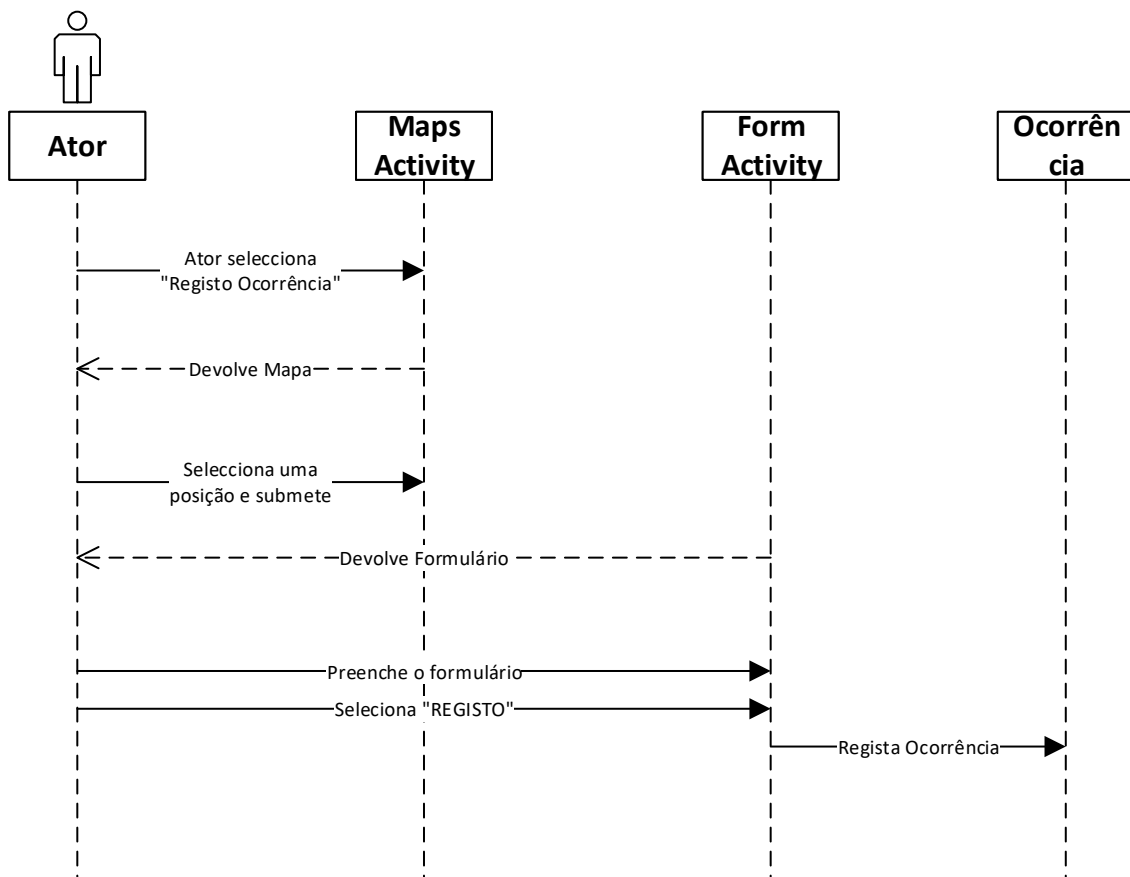 Ator
Maps
Activity
Form
Activity
Ocorrên
cia
Ator selecciona
"Registo Ocorrência"
Devolve Mapa
Selecciona uma
posição e submete
Devolve Formulário
Preenche o formulário
Seleciona "REGISTO"
Regista Ocorrência